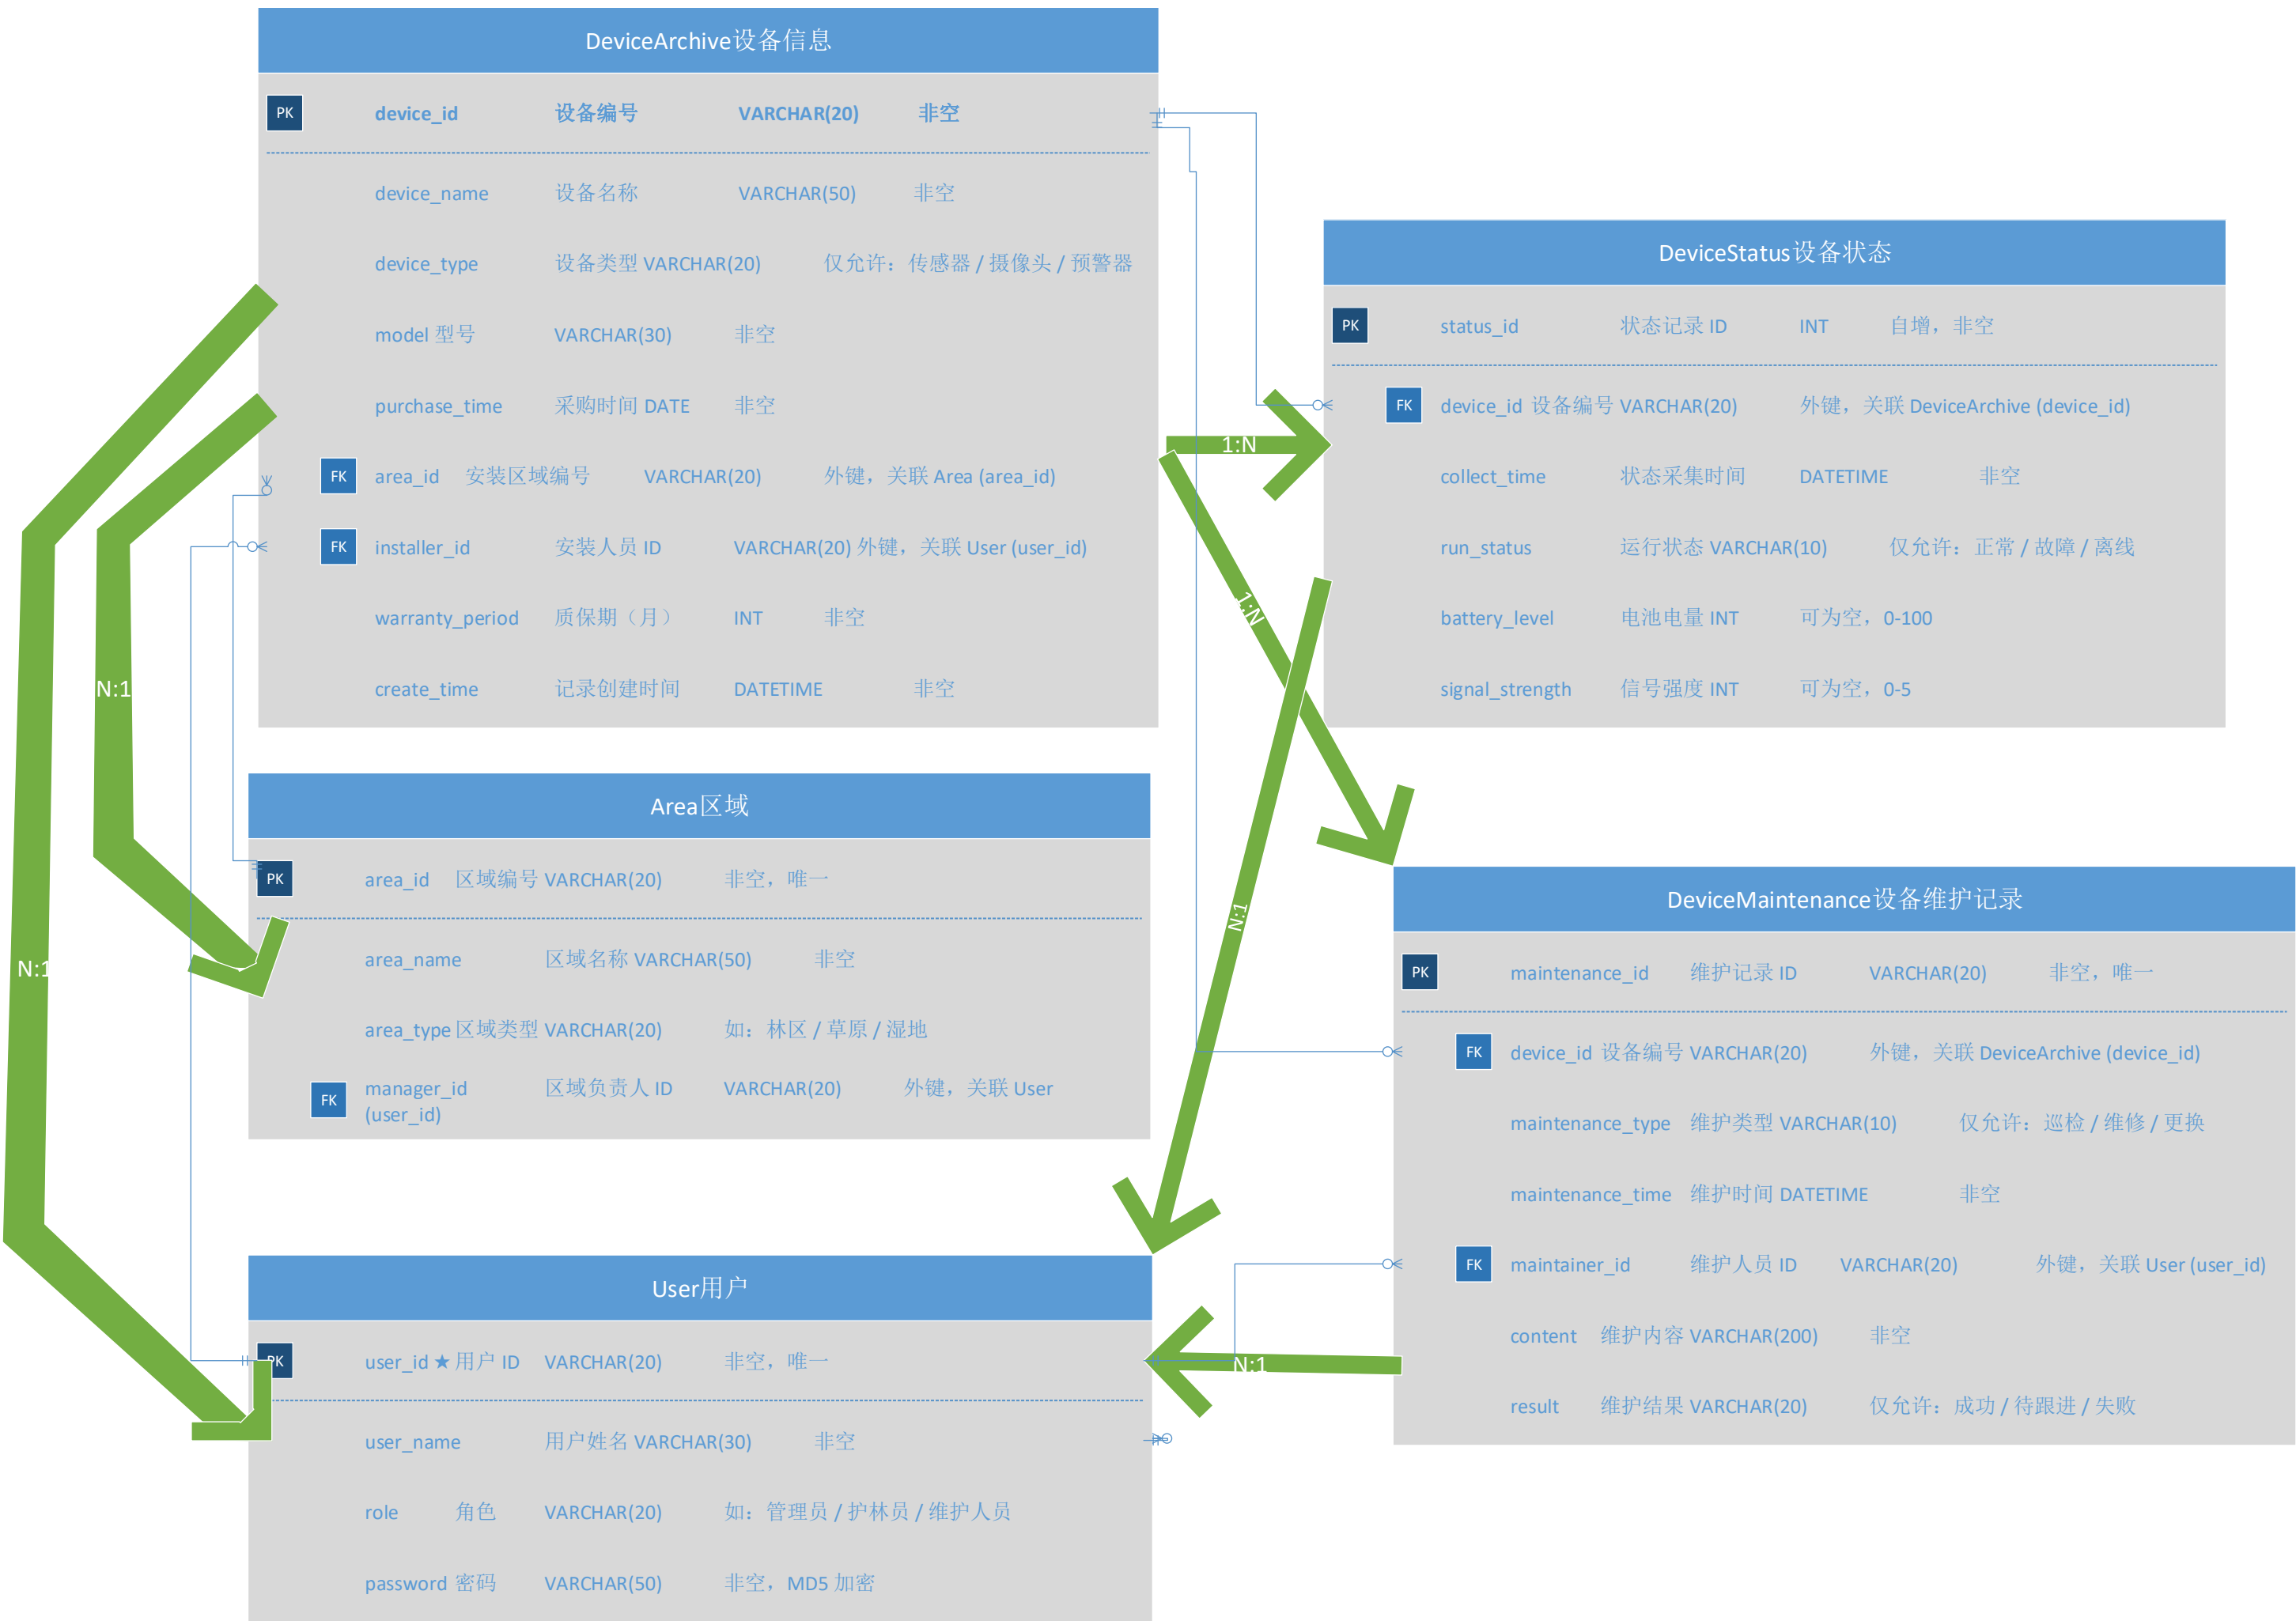 DeviceArchive设备信息
PK device_id 设备编号 VARCHAR(20) 非空
device_name 设备名称 VARCHAR(50) 非空
device_type 设备类型 VARCHAR(20) 仅允许：传感器 / 摄像头 / 预警器
model 型号 VARCHAR(30) 非空
purchase_time 采购时间 DATE 非空
FK area_id 安装区域编号 VARCHAR(20) 外键，关联 Area (area_id)
FK installer_id 安装人员 ID VARCHAR(20) 外键，关联 User (user_id)
warranty_period 质保期（月） INT 非空
create_time 记录创建时间 DATETIME 非空
DeviceStatus设备状态
PK status_id 状态记录 ID INT 自增，非空
FK device_id 设备编号 VARCHAR(20) 外键，关联 DeviceArchive (device_id)
collect_time 状态采集时间 DATETIME 非空
run_status 运行状态 VARCHAR(10) 仅允许：正常 / 故障 / 离线
battery_level 电池电量 INT 可为空，0-100
signal_strength 信号强度 INT 可为空，0-5
1:N
1:N
N:1
N:1
N:1
N:1
Area区域
PK area_id 区域编号 VARCHAR(20) 非空，唯一
area_name 区域名称 VARCHAR(50) 非空
area_type 区域类型 VARCHAR(20) 如：林区 / 草原 / 湿地
FK manager_id 区域负责人 ID VARCHAR(20) 外键，关联 User
(user_id)
DeviceMaintenance设备维护记录
PK maintenance_id 维护记录 ID VARCHAR(20) 非空，唯一
FK device_id 设备编号 VARCHAR(20) 外键，关联 DeviceArchive (device_id)
maintenance_type 维护类型 VARCHAR(10) 仅允许：巡检 / 维修 / 更换
maintenance_time 维护时间 DATETIME 非空
FK maintainer_id 维护人员 ID VARCHAR(20) 外键，关联 User (user_id)
content 维护内容 VARCHAR(200) 非空
result 维护结果 VARCHAR(20) 仅允许：成功 / 待跟进 / 失败
User用户
PK user_id ★ 用户 ID VARCHAR(20) 非空，唯一
user_name 用户姓名 VARCHAR(30) 非空
role 角色 VARCHAR(20) 如：管理员 / 护林员 / 维护人员
password 密码 VARCHAR(50) 非空，MD5 加密